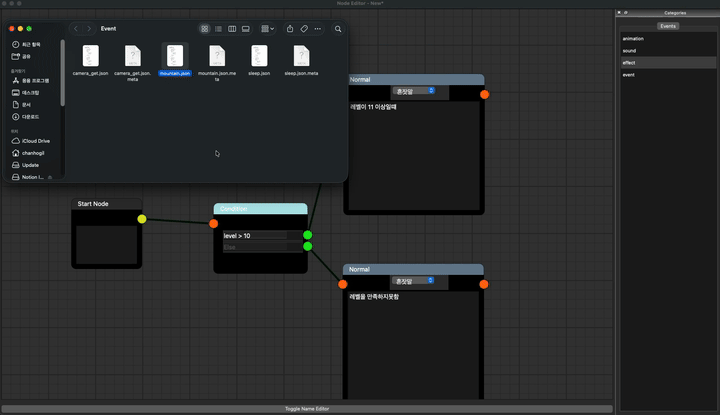 Node Editor - New*
Event
최근 항목
공유
즐겨찾기
응용 프로그램
데스크탑
문서
다운로드
위치
iCloud Drive
chanhogil
Update
Notion I...
camera_get.json
camera_get.json.
meta
mountain.json
mountain.json.me
ta
sleep.json
sleep.json.meta
Start Node
Condition
level > 10
Else
Normal
혼잣말
레벨이 11 이상일때
Normal
혼잣말
레벨을 만족하지못함
Categories
Events
animation
sound
effect
event
Toggle Name Editor